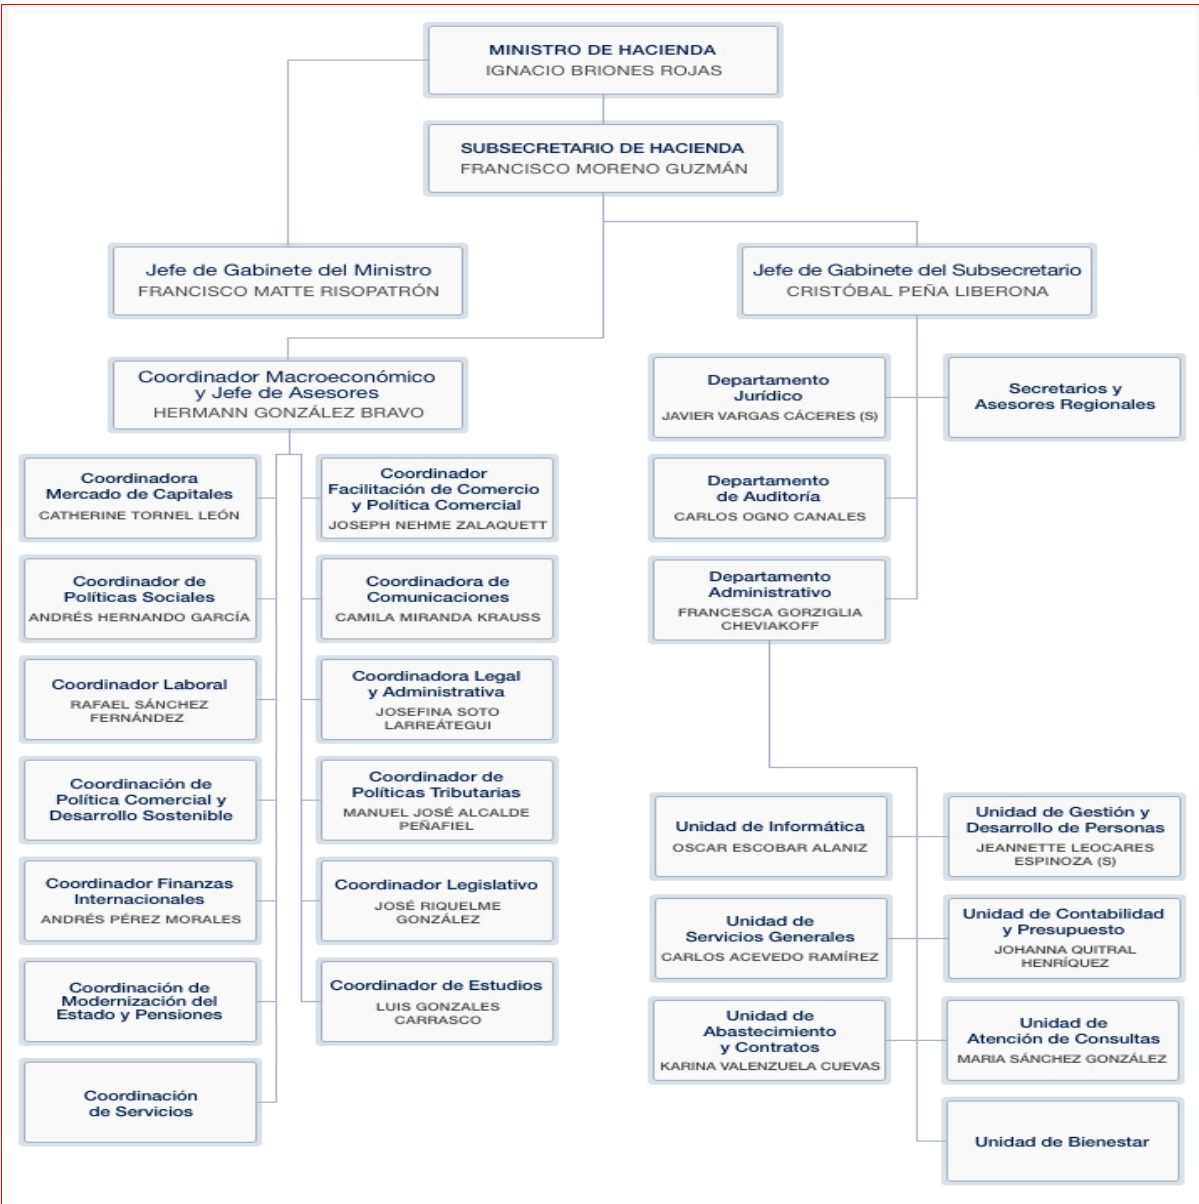 MINISTRO DE HACIENDA
IGNACIO BRIONES ROJAS
SUBSECRETARIO DE HACIENDA
FRANCISCO MORENO GUZMÁN
Jefe de Gabinete del Ministro
FRANCISCO MATTE RISOPATRÓN
Jefe de Gabinete del Subsecretario
CRISTÓBAL PEÑA LIBERONA
Coordinador Macroeconómico
y Jefe de Asesores
HERMANN GONZÁLEZ BRAVO
Coordinadora
Mercado de Capitales
CATHERINE TORNEL LEÓN
Coordinador
Facilitación de Comercio
y Política Comercial
JOSEPH NEHME ZALAQUETT
Coordinador de
Políticas Sociales
ANDRÉS HERNANDO GARCÍA
Coordinadora de
Comunicaciones
CAMILA MIRANDA KRAUSS
Coordinador Laboral
RAFAEL SÁNCHEZ
FERNÁNDEZ
Coordinadora Legal
y Administrativa
JOSEFINA SOTO
LARREÁTEGUI
Coordinación de
Política Comercial y
Desarrollo Sostenible
Coordinador de
Políticas Tributarias
MANUEL JOSÉ ALCALDE
PEÑAFIEL
Coordinador Finanzas
Internacionales
ANDRÉS PÉREZ MORALES
Coordinador Legislativo
JOSÉ RIQUELME
GONZÁLEZ
Coordinación de
Modernización del
Estado y Pensiones
Coordinador de Estudios
LUIS GONZALES
CARRASCO
Coordinación
de Servicios
Departamento
Jurídico
JAVIER VARGAS CÁCERES (S)
Secretarios y
Asesores Regionales
Departamento
de Auditoría
CARLOS OGNO CANALES
Departamento
Administrativo
FRANCESCA GORZIGLIA
CHEVIAKOFF
Unidad de Informática
OSCAR ESCOBAR ALANIZ
Unidad de Gestión y
Desarrollo de Personas
JEANNETTE LEOCARES
ESPINOZA (S)
Unidad de
Servicios Generales
CARLOS ACEVEDO RAMÍREZ
Unidad de Contabilidad
y Presupuesto
JOHANNA QUITRAL
HENRÍQUEZ
Unidad de
Abastecimiento
y Contratos
KARINA VALENZUELA CUEVAS
Unidad de
Atención de Consultas
MARIA SÁNCHEZ GONZÁLEZ
Unidad de Bienestar